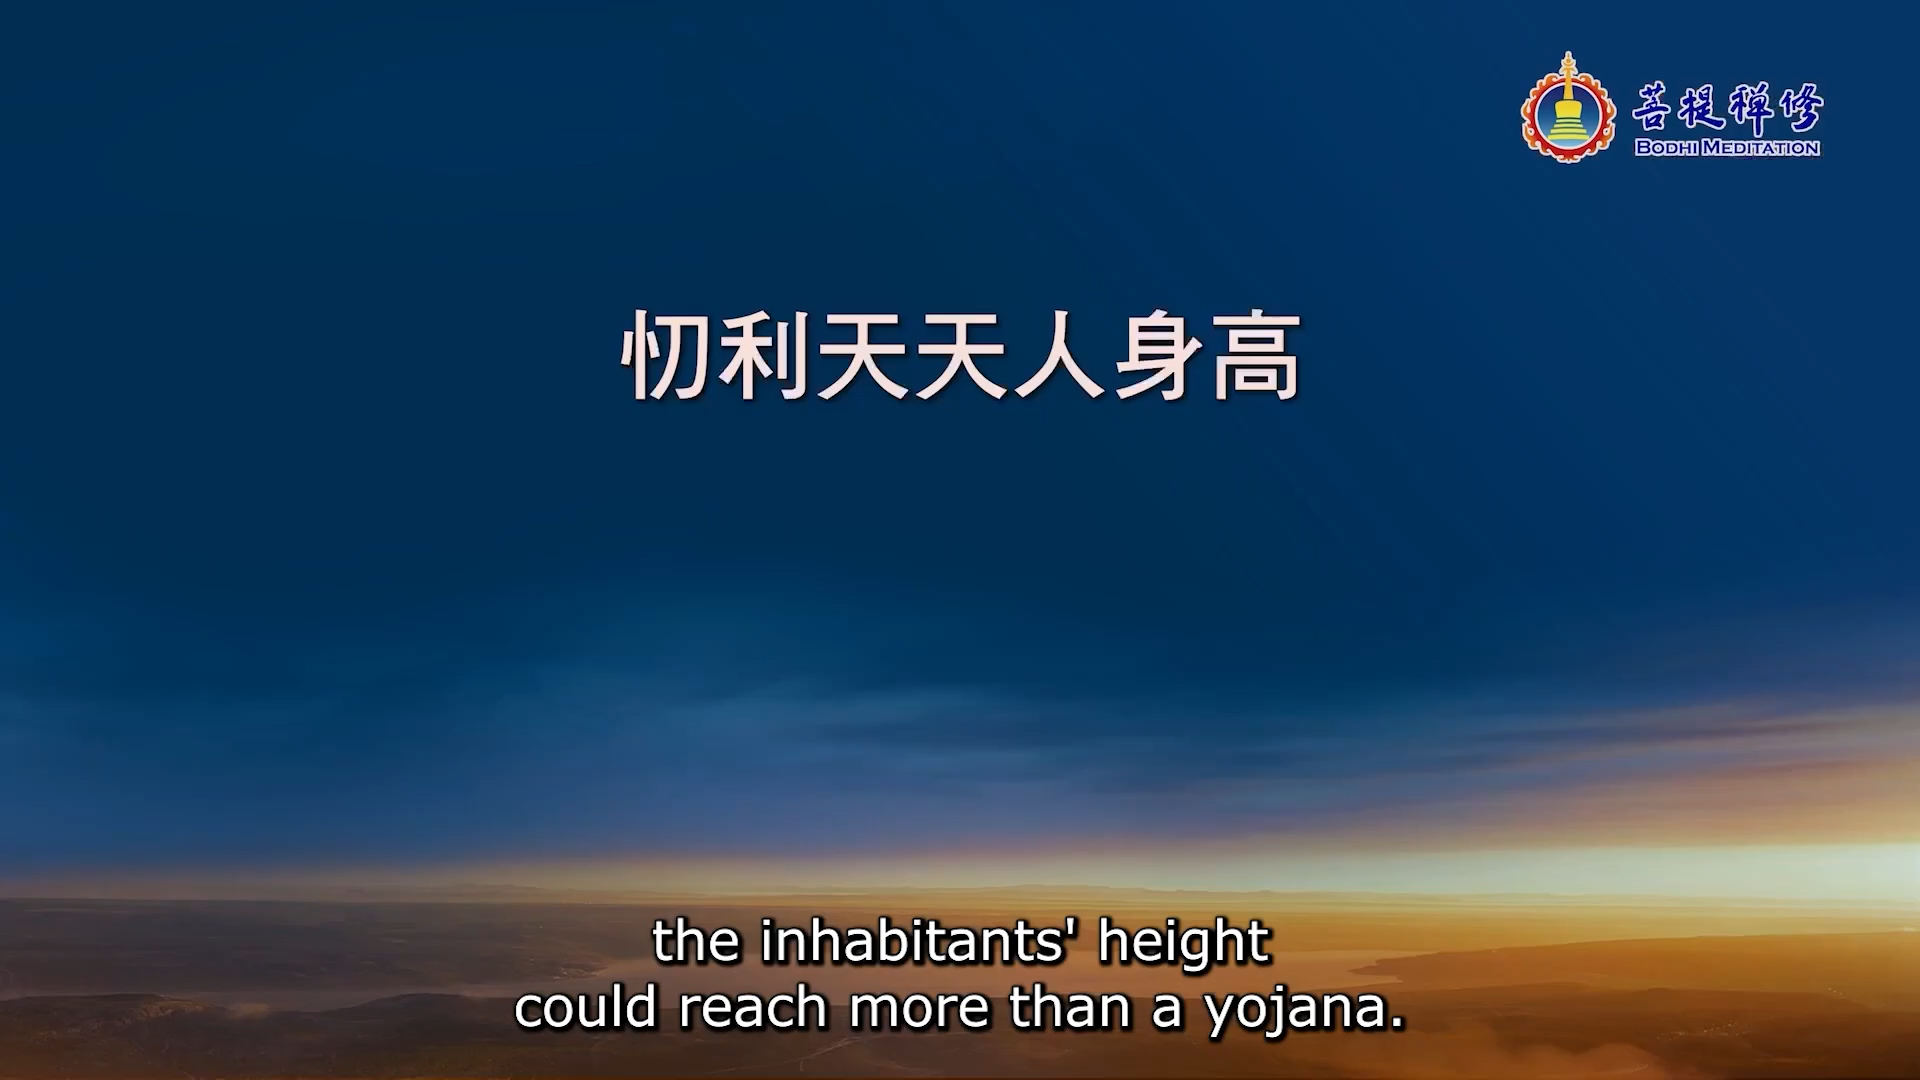 菩提禅修
BODHI MEDITATION
忉利天天人身高
the inhabitants' height
could reach more than a yojana.